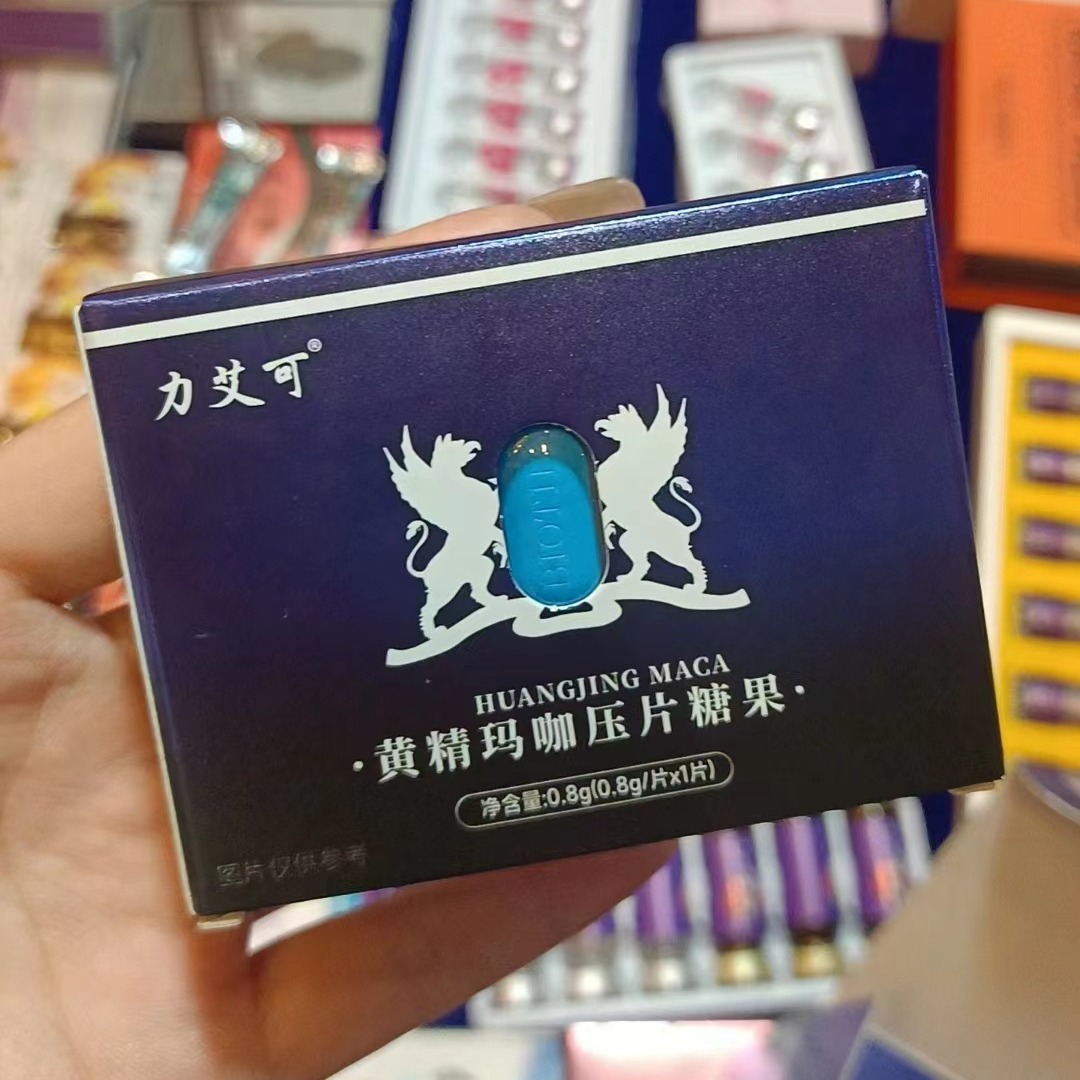 力艾可®
BIOTTI
HUANGJING MACA
·黄精玛咖压片糖果·
净含量:0.8g(0.8g/片x1片)
图片仅供参考